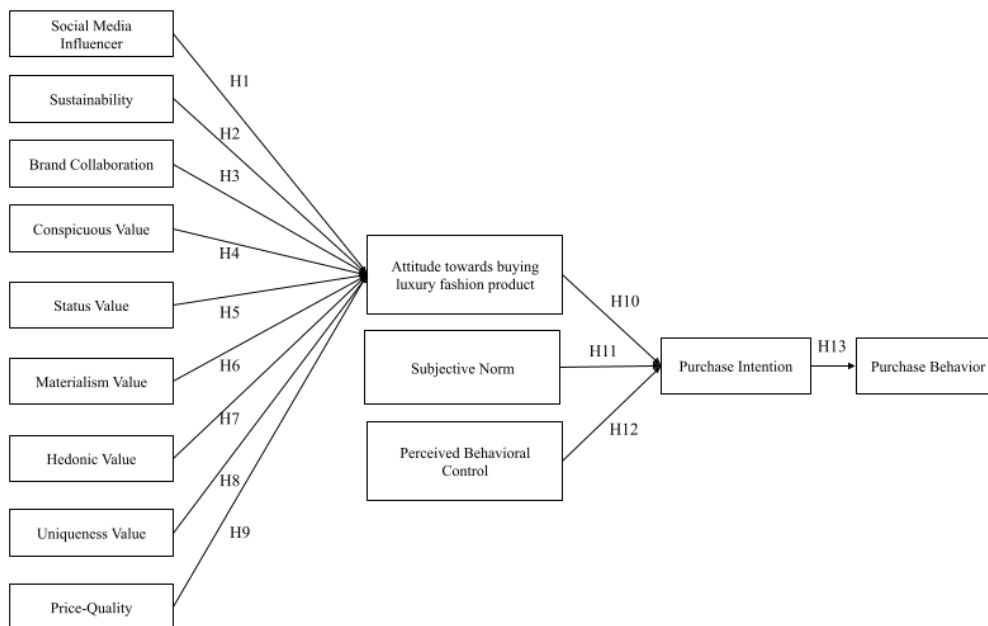 Social Media
Influencer
H1
Sustainability
H2
Brand Collaboration
H3
Conspicuous Value
H4
Status Value
H5
Materialism Value
H6
Hedonic Value
H7
Uniqueness Value
H8
Price-Quality
H9
Attitude towards buying
luxury fashion product
H10
Subjective Norm
H11
Perceived Behavioral
Control
H12
Purchase Intention
H13
Purchase Behavior